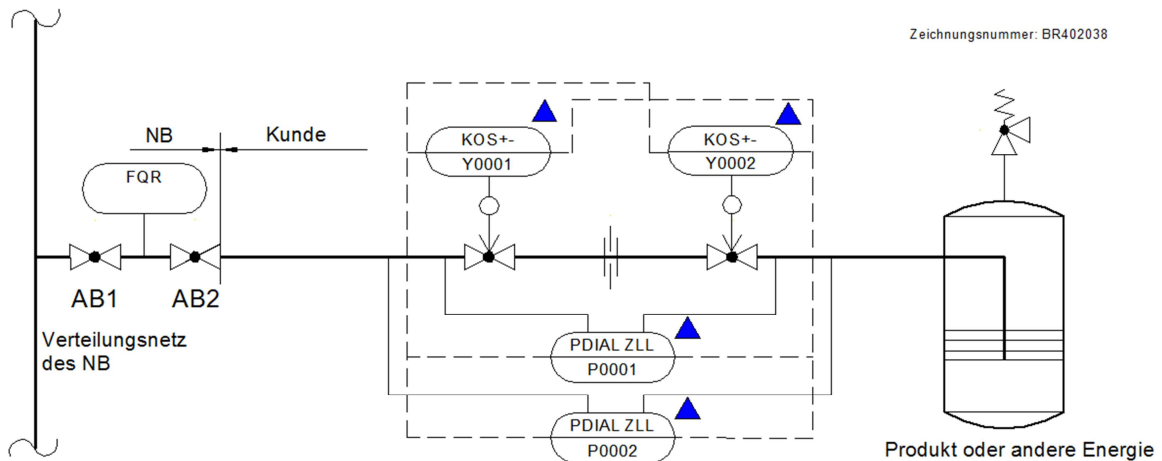 Zeichnungsnummer: BR402038
NB
Kunde
KOS+-
Y0001
KOS+-
Y0002
FQR
AB1
AB2
Verteilungsnetz
des NB
PDIAL ZLL
P0001
PDIAL ZLL
P0002
Produkt oder andere Energie